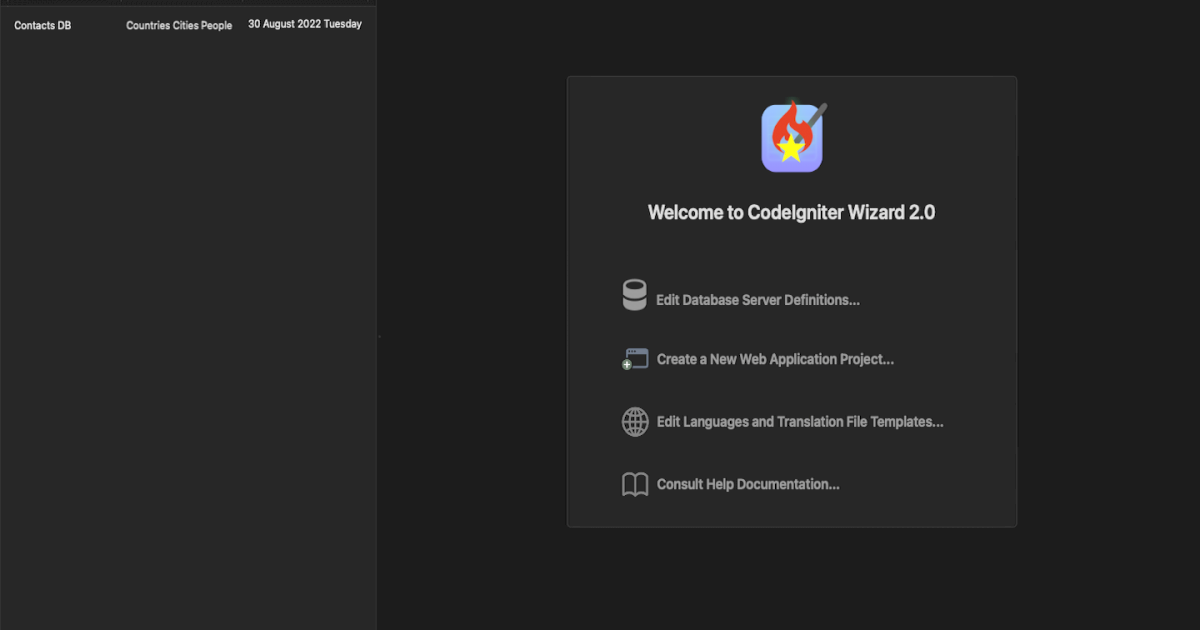 Contacts DB Countries Cities People 30 August 2022 Tuesday
Welcome to CodeIgniter Wizard 2.0
Edit Database Server Definitions...
Create a New Web Application Project...
Edit Languages and Translation File Templates...
Consult Help Documentation...